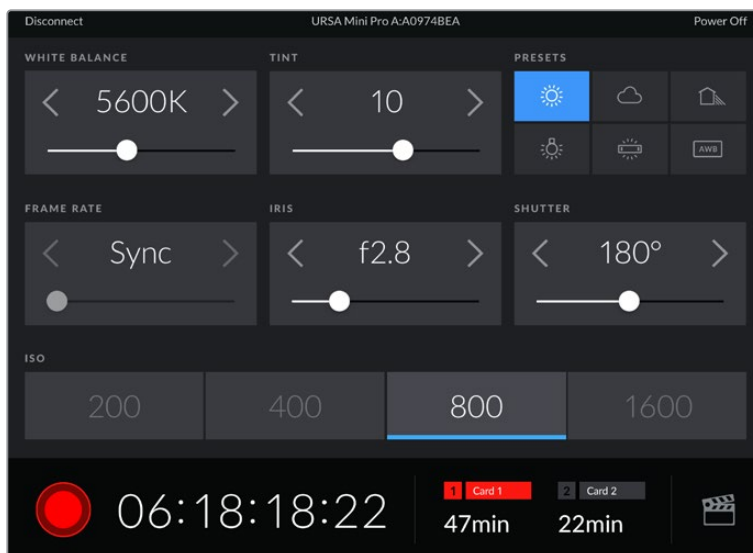 Disconnect URSA Mini Pro A:A0974BEA Power Off
WHITE BALANCE TINT PRESETS
5600K 10
AWB
FRAME RATE IRIS SHUTTER
Sync f2.8 180°
ISO
200 400 800 1600
06:18:18:22
1 Card 1 2 Card 2
47min 22min